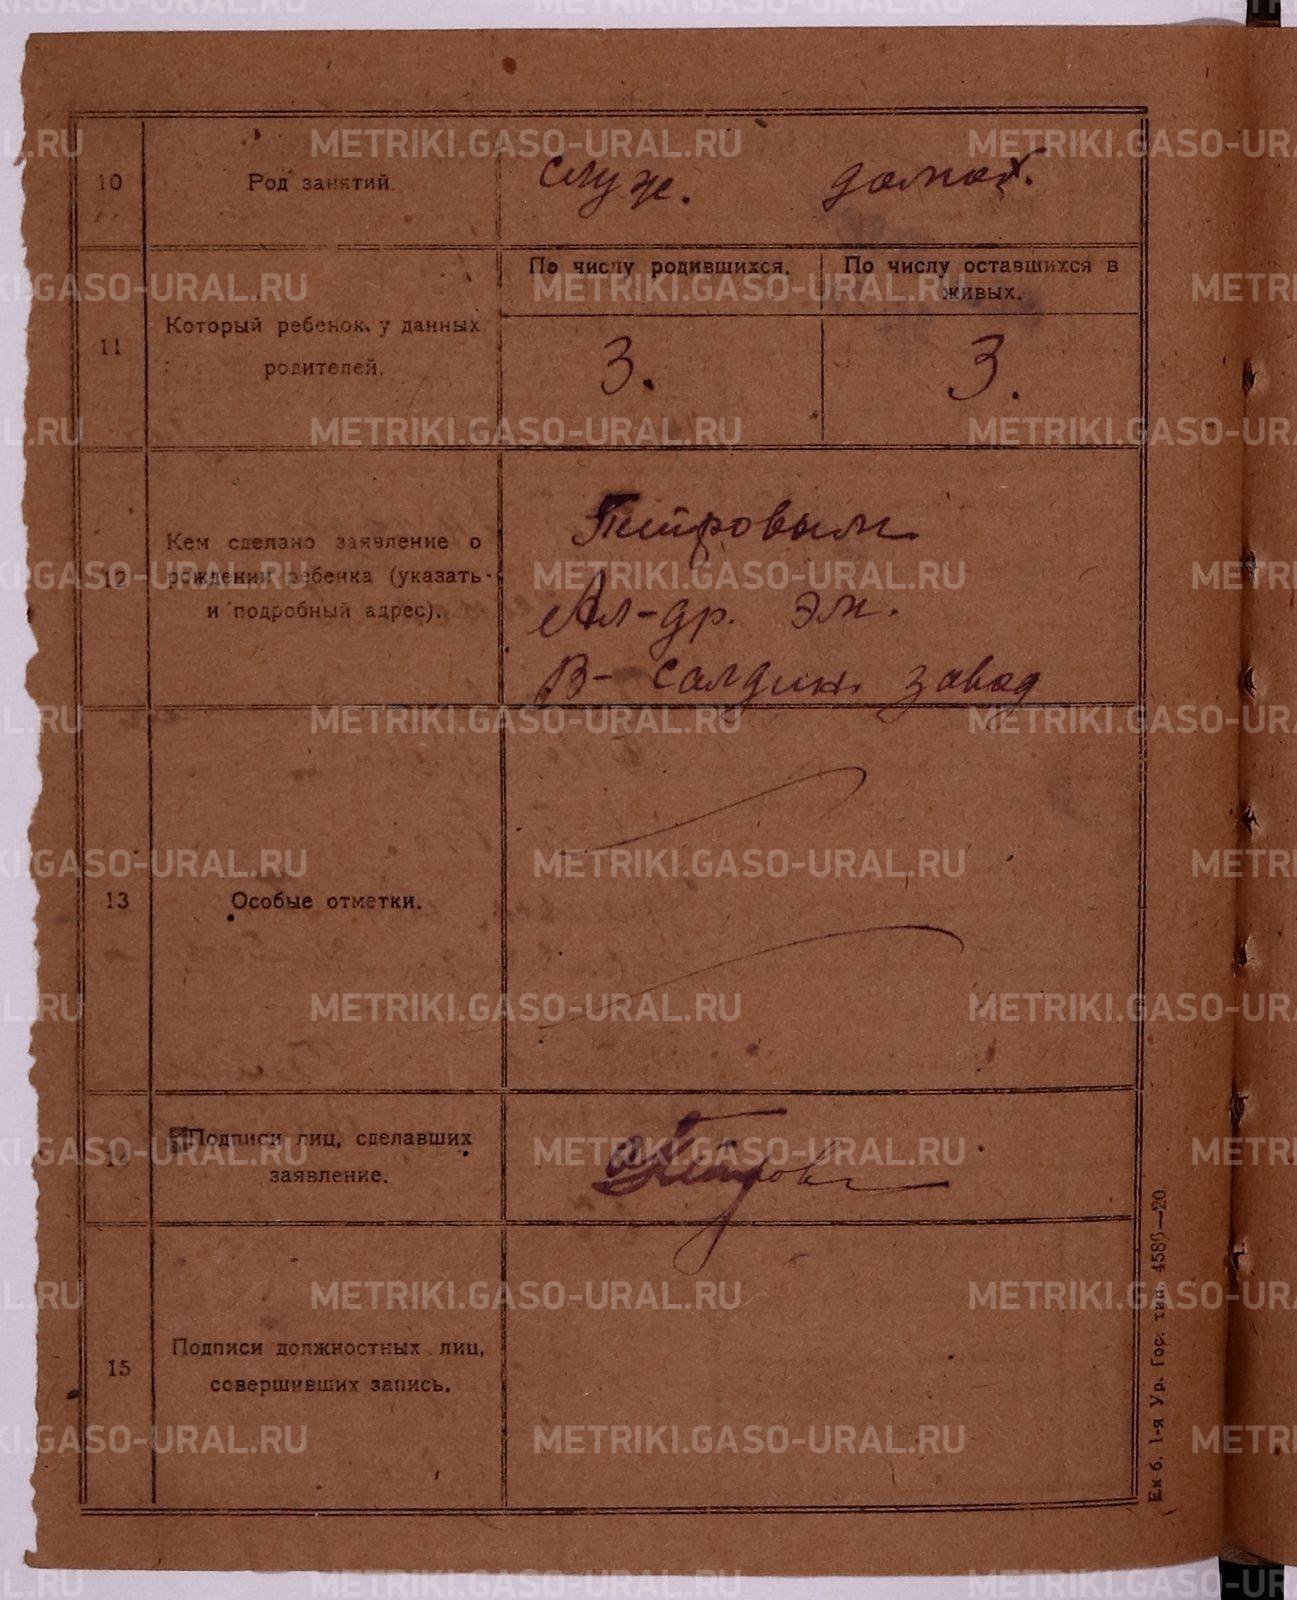 10
Род занятий.
служ. домох.
11
Который ребенок у данных
родителей.
По числу родившихся.
По числу оставшихся в
живых.
3.
3.
12
Кем сделано заявление о
рождении ребенка (указать
и подробный адрес).
Петровым
Ал-др. Эм.
В-салдин. завод
13
Особые отметки.
14
Подписи лиц, сделавших
заявление.
аПетров
15
Подписи должностных лиц,
совершивших запись.
Екб. 1-я Ур. Гос. тип. 4586—20
METRIKI.GASO-URAL.RU